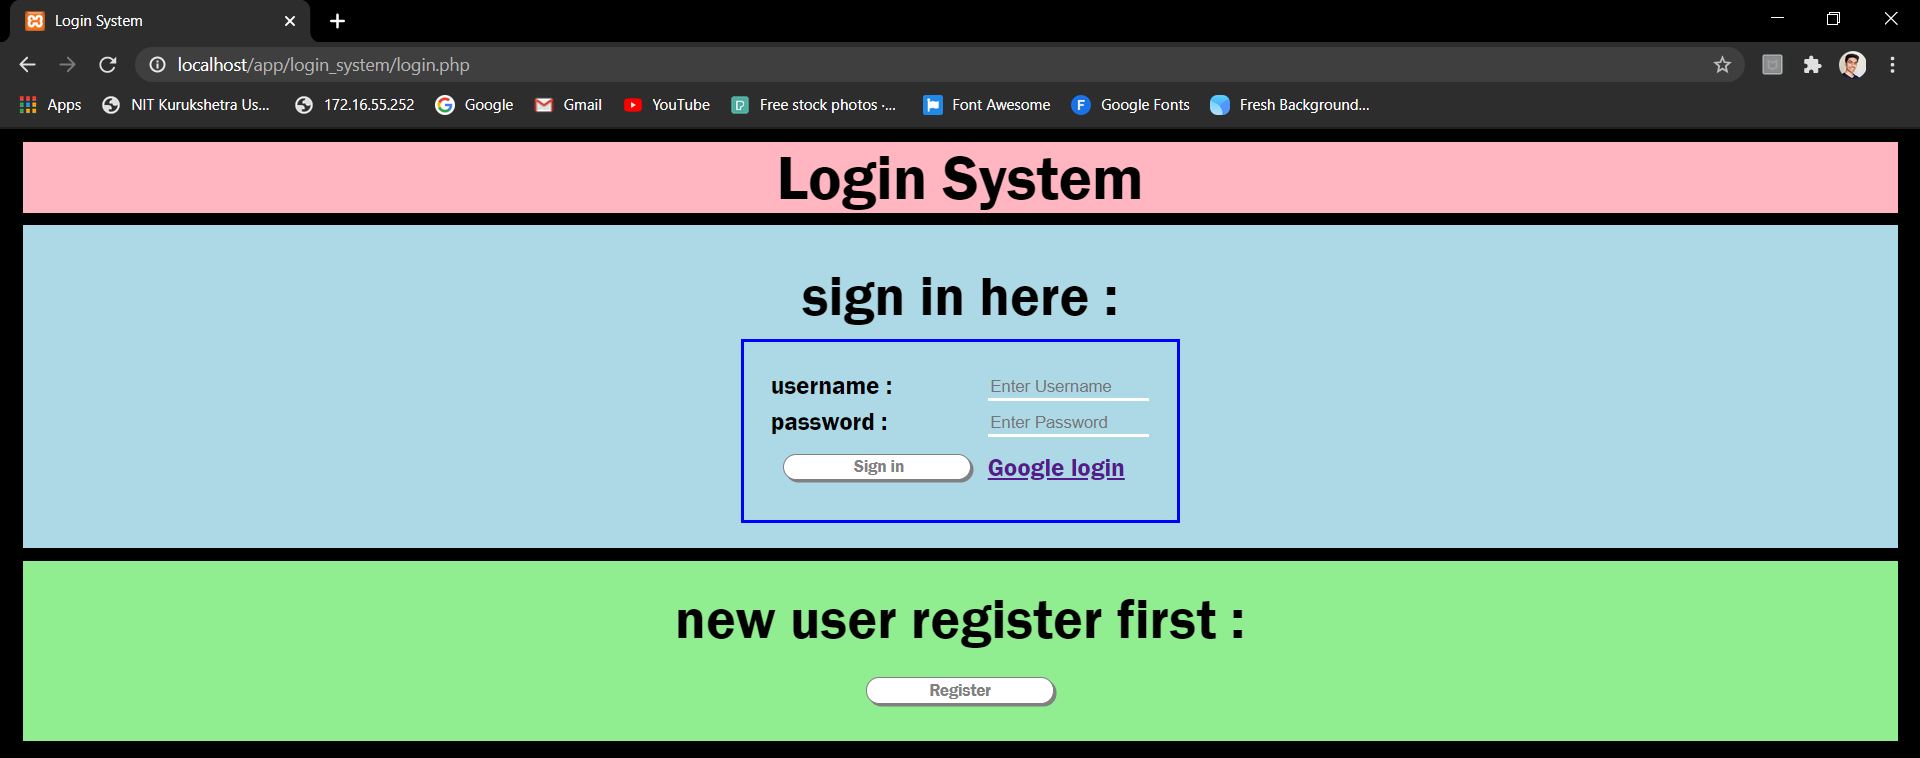 Login System
localhost/app/login_system/login.php
Apps NIT Kurukshetra Us... 172.16.55.252 Google Gmail YouTube Free stock photos ·... Font Awesome Google Fonts Fresh Background...
Login System
sign in here :
username : Enter Username
password : Enter Password
Sign in Google login
new user register first :
Register